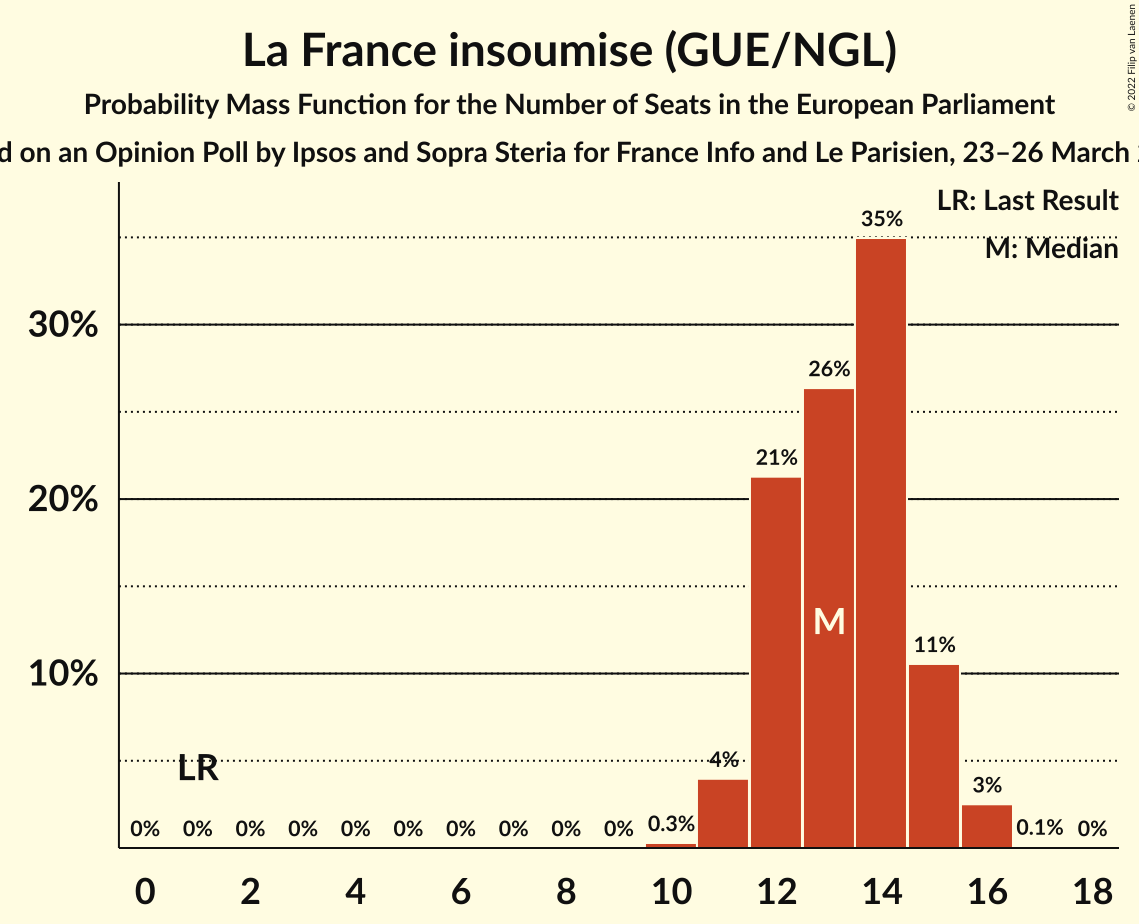 La France insoumise (GUE/NGL)
Probability Mass Function for the Number of Seats in the European Parliament
on an Opinion Poll by Ipsos and Sopra Steria for France Info and Le Parisien, 23–26 March
© 2022 Filip van Laenen
LR: Last Result
M: Median
35%
30%
26%
21%
20%
M
11%
10%
LR
4%
3%
0% 0% 0% 0% 0% 0% 0% 0% 0% 0% 0.3% 0.1% 0%
0 2 4 6 8 10 12 14 16 18